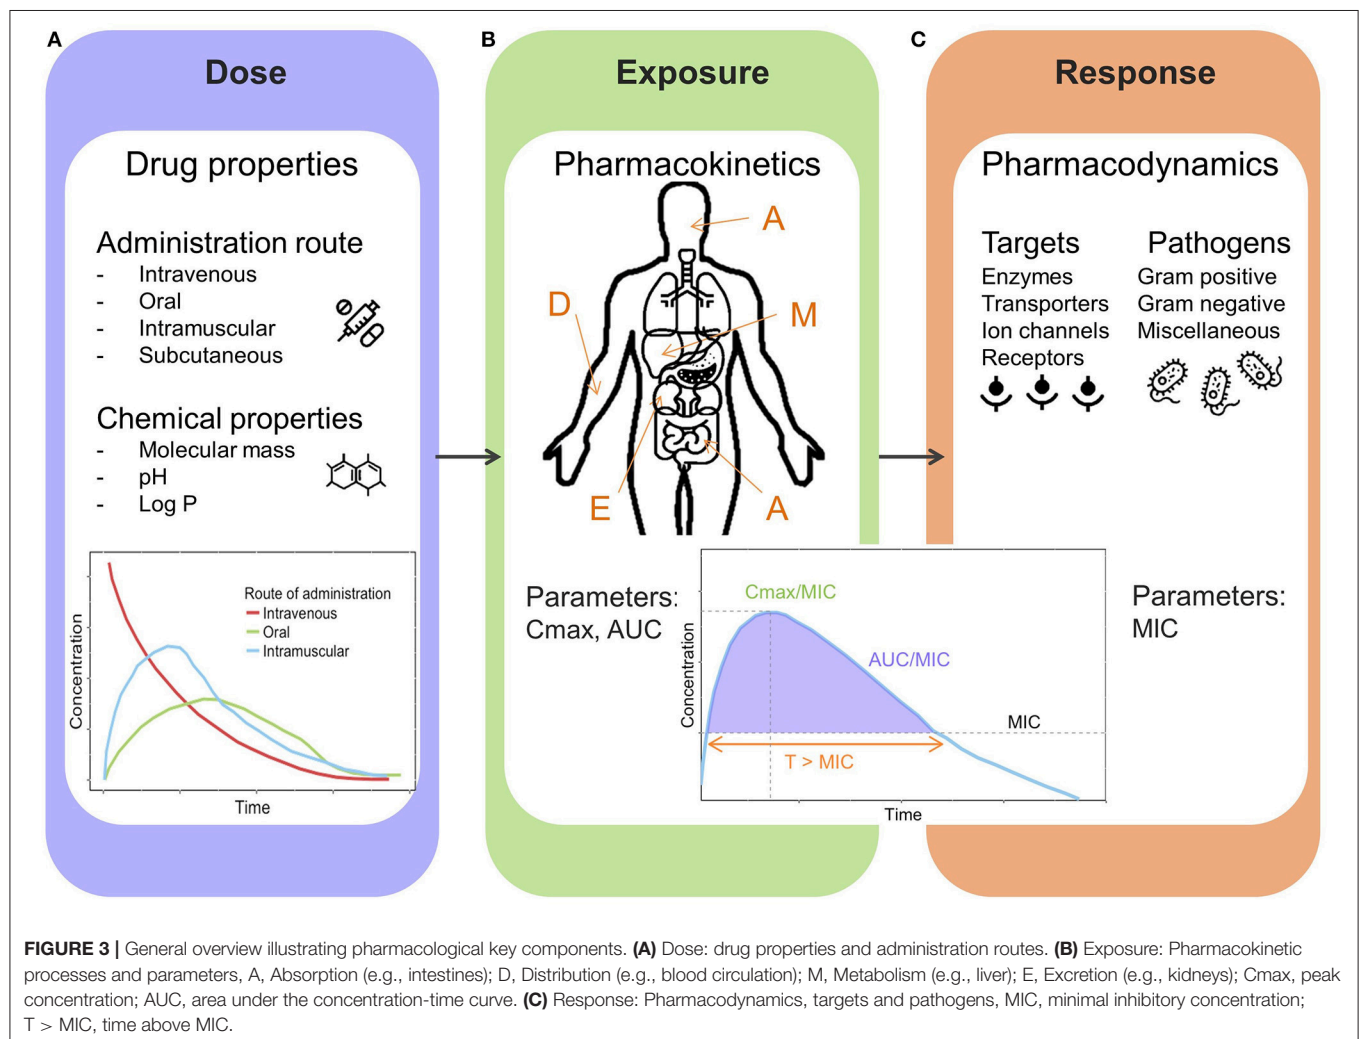 A
Dose
Drug properties
Administration route
- Intravenous
- Oral
- Intramuscular
- Subcutaneous
Chemical properties
- Molecular mass
- pH
- Log P
Concentration
Route of administration
Intravenous
Oral
Intramuscular
Time
B
Exposure
Pharmacokinetics
A
D
M
E
A
Parameters:
Cmax, AUC
Concentration
Cmax/MIC
AUC/MIC
MIC
T > MIC
Time
C
Response
Pharmacodynamics
Targets
Enzymes
Transporters
Ion channels
Receptors
Pathogens
Gram positive
Gram negative
Miscellaneous
Parameters:
MIC
FIGURE 3 | General overview illustrating pharmacological key components. (A) Dose: drug properties and administration routes. (B) Exposure: Pharmacokinetic
processes and parameters, A, Absorption (e.g., intestines); D, Distribution (e.g., blood circulation); M, Metabolism (e.g., liver); E, Excretion (e.g., kidneys); Cmax, peak
concentration; AUC, area under the concentration-time curve. (C) Response: Pharmacodynamics, targets and pathogens, MIC, minimal inhibitory concentration;
T > MIC, time above MIC.